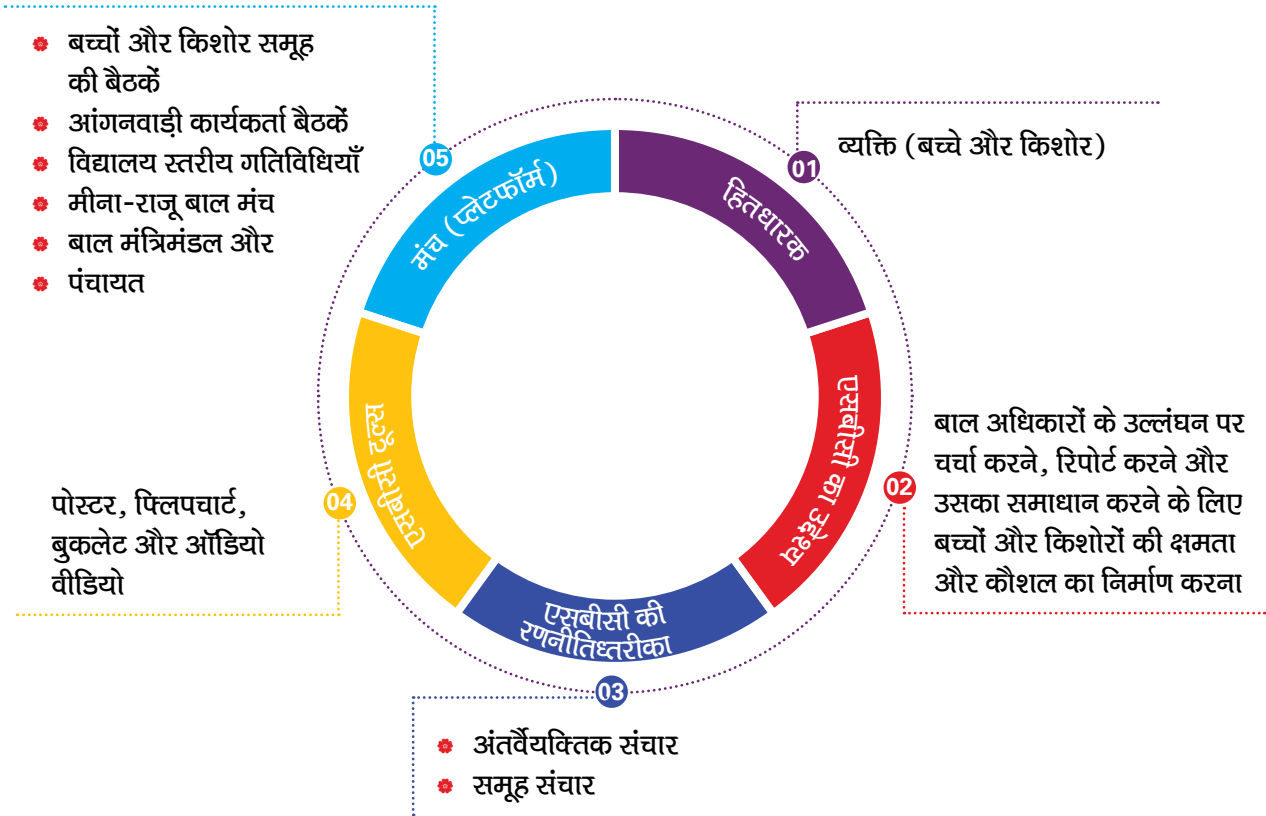 हितधारक
01
व्यक्ति (बच्चे और किशोर)
एसबीसी का उद्देश्य
02
बाल अधिकारों के उल्लंघन पर
चर्चा करने, रिपोर्ट करने और
उसका समाधान करने के लिए
बच्चों और किशोरों की क्षमता
और कौशल का निर्माण करना
एसबीसी की
रणनीतिध्तरीका
03
अंतर्वैयक्तिक संचार
समूह संचार
एसबीसी टूल्स
04
पोस्टर, फ्लिपचार्ट,
बुकलेट और ऑडियो
वीडियो
मंच (प्लेटफॉर्म)
05
बच्चों और किशोर समूह
की बैठकें
आंगनवाड़ी कार्यकर्ता बैठकें
विद्यालय स्तरीय गतिविधियाँ
मीना-राजू बाल मंच
बाल मंत्रिमंडल और
पंचायत